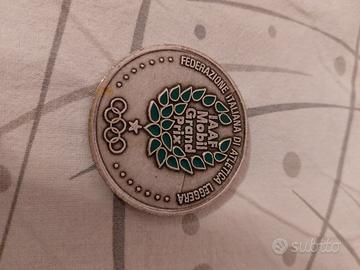 FEDERAZIONE ITALIANA DI ATLETICA LEGGERA
IAAF
Mobil
Grand
Prix
subito